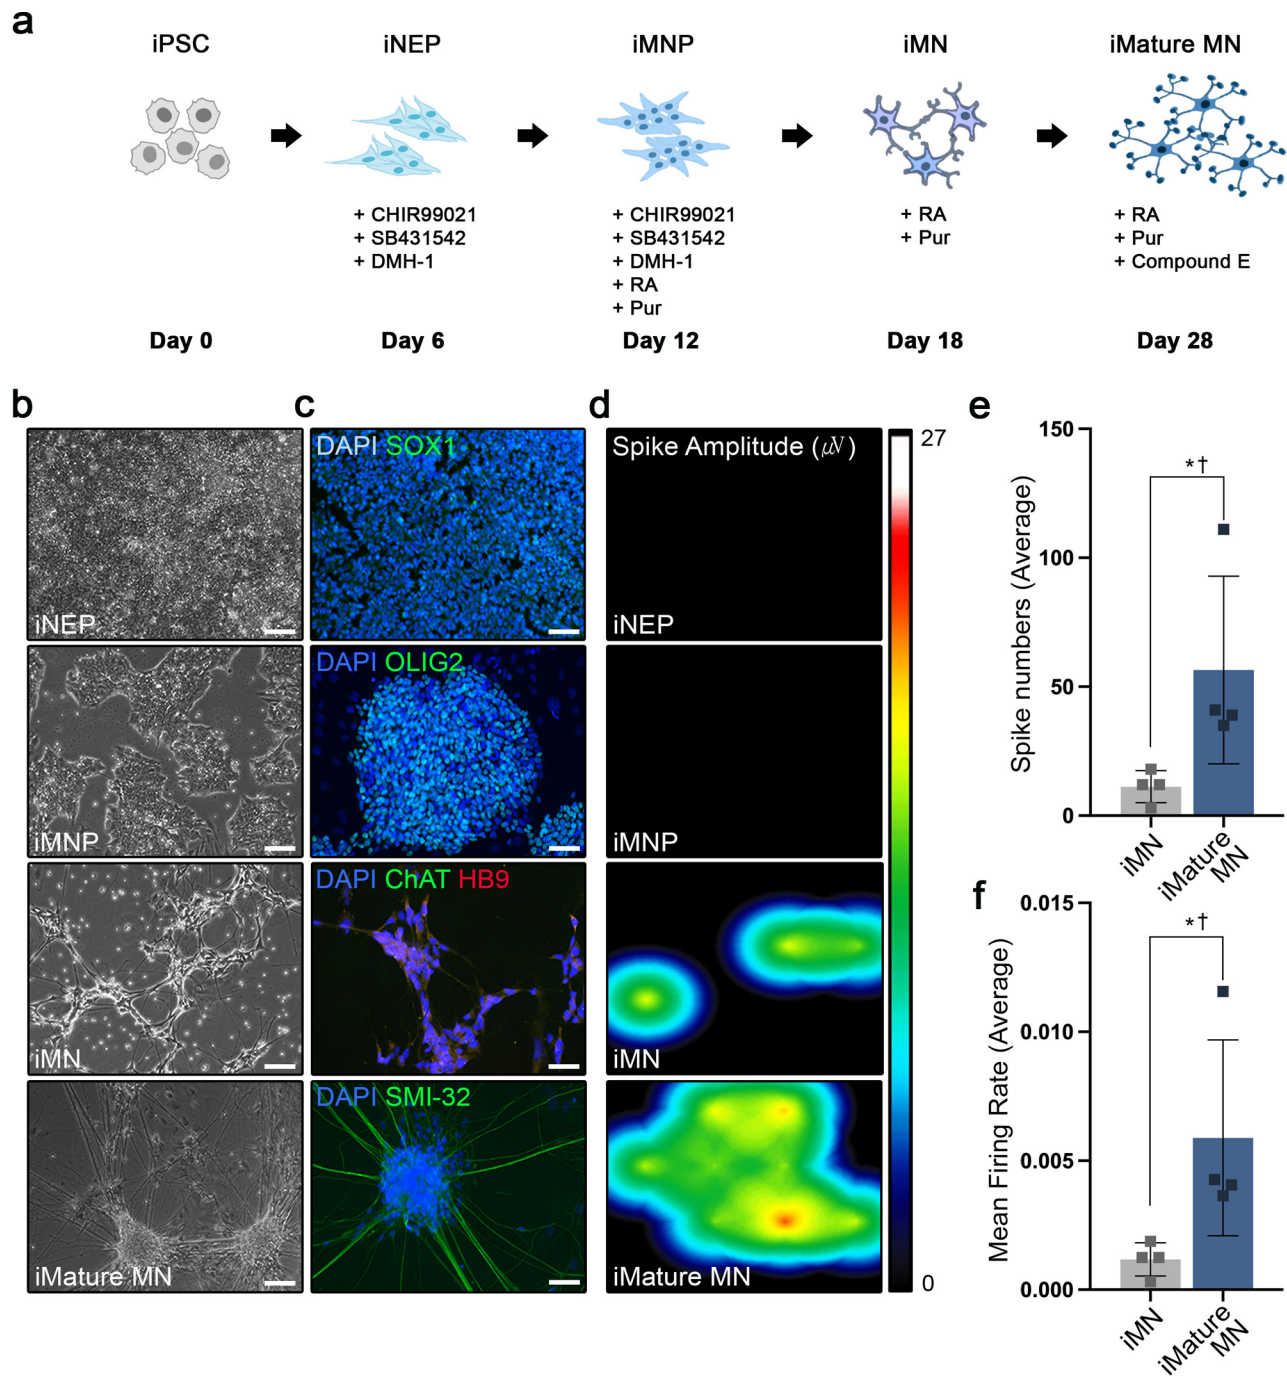 a
iPSC iNEP iMNP iMN iMature MN
+ CHIR99021
+ SB431542
+ DMH-1
+ CHIR99021
+ SB431542
+ DMH-1
+ RA
+ Pur
+ RA
+ Pur
+ RA
+ Pur
+ Compound E
Day 0 Day 6 Day 12 Day 18 Day 28
b
iNEP
iMNP
iMN
iMature MN
c
DAPI SOX1
DAPI OLIG2
DAPI ChAT HB9
DAPI SMI-32
d
Spike Amplitude (µV)
iNEP
iMNP
iMN
iMature MN
27
0
e
Spike numbers (Average)
150
100
50
0
*†
iMN
iMature
MN
f
Mean Firing Rate (Average)
0.015
0.010
0.005
0.000
*†
iMN
iMature
MN